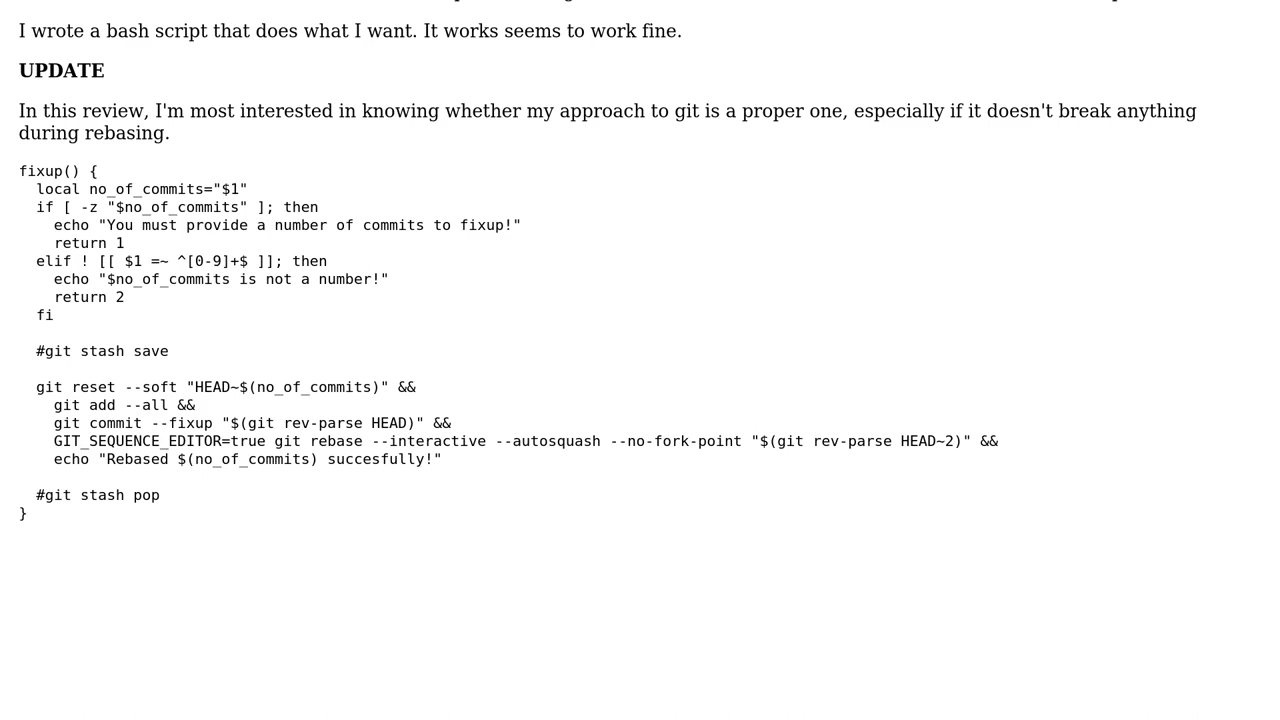 I wrote a bash script that does what I want. It works seems to work fine.
UPDATE
In this review, I'm most interested in knowing whether my approach to git is a proper one, especially if it doesn't break anything
during rebasing.
fixup() {
  local no_of_commits="$1"
  if [ -z "$no_of_commits" ]; then
    echo "You must provide a number of commits to fixup!"
    return 1
  elif ! [[ $1 =~ ^[0-9]+$ ]]; then
    echo "$no_of_commits is not a number!"
    return 2
  fi
  #git stash save
  git reset --soft "HEAD~$(no_of_commits)" &&
    git add --all &&
    git commit --fixup "$(git rev-parse HEAD)" &&
    GIT_SEQUENCE_EDITOR=true git rebase --interactive --autosquash --no-fork-point "$(git rev-parse HEAD~2)" &&
    echo "Rebased $(no_of_commits) succesfully!"
  #git stash pop
}